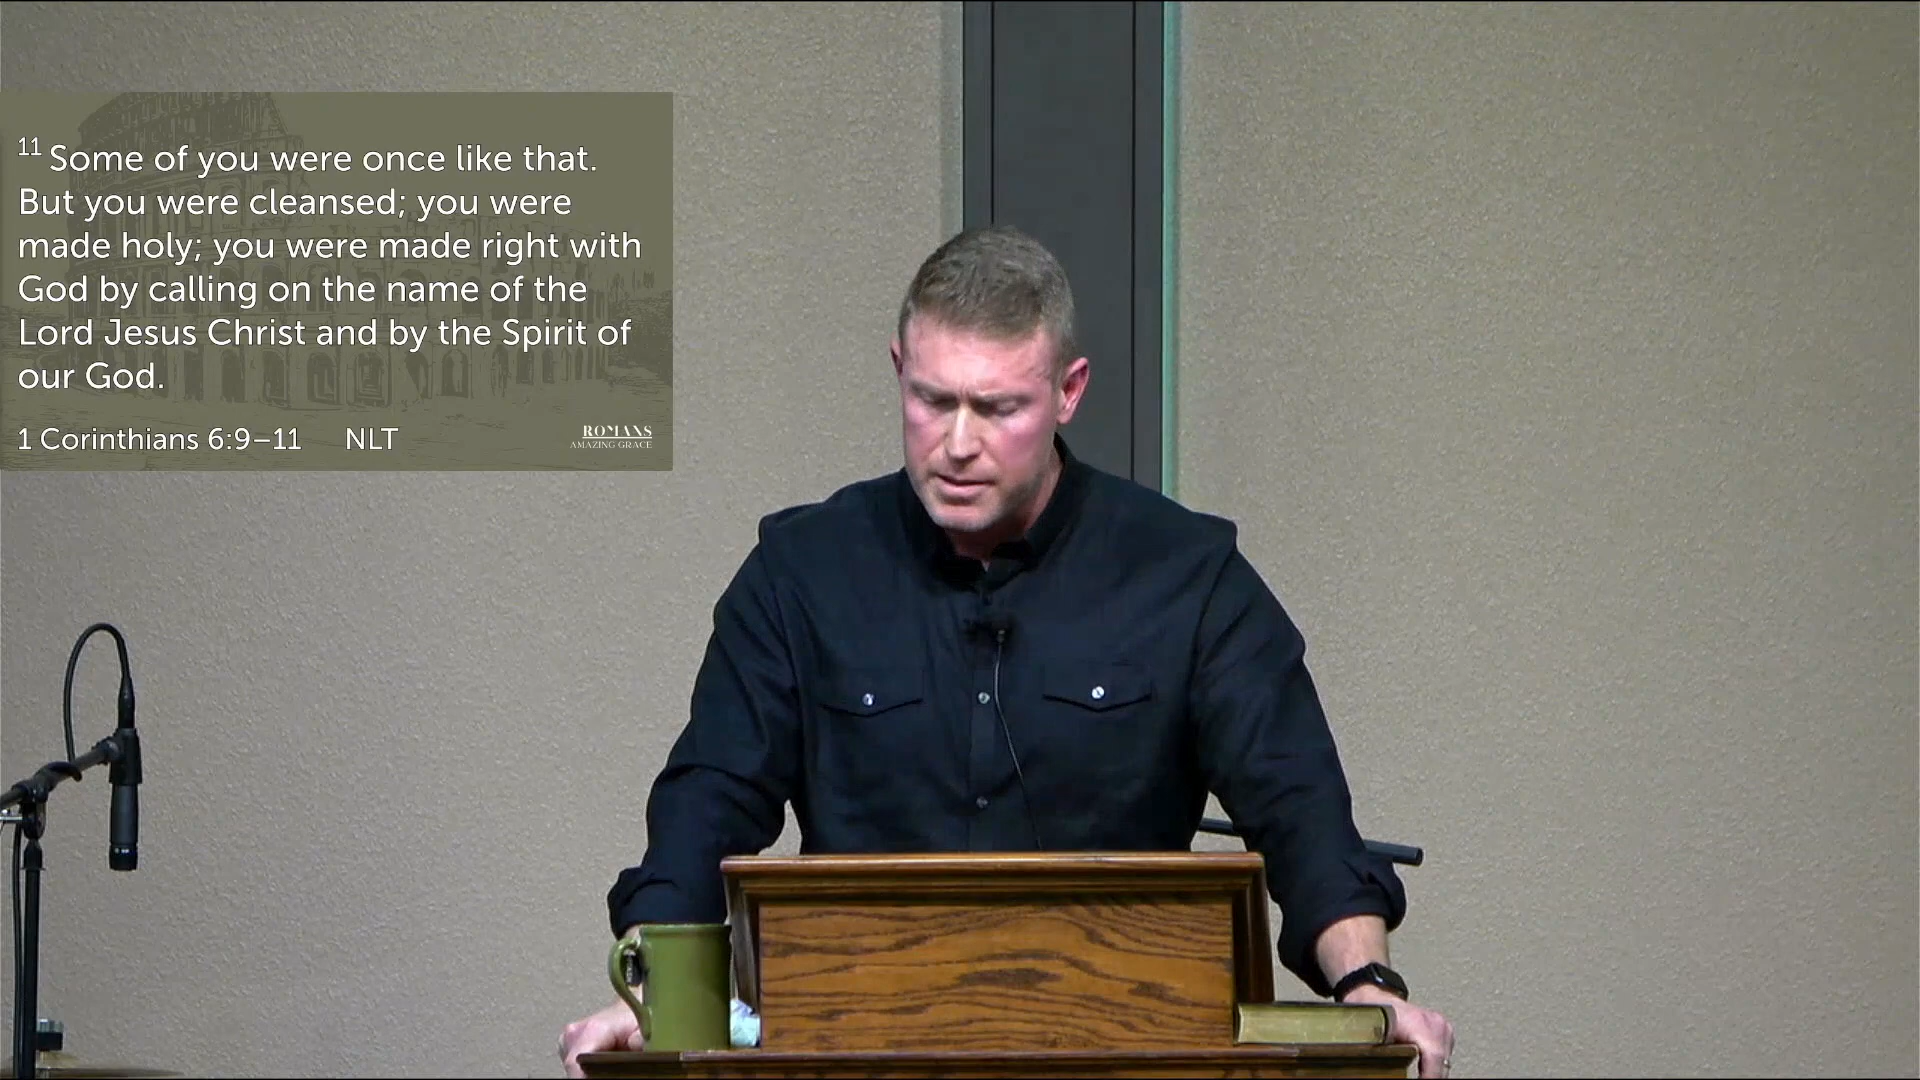 11 Some of you were once like that.
But you were cleansed; you were
made holy; you were made right with
God by calling on the name of the
Lord Jesus Christ and by the Spirit of
our God.
1 Corinthians 6:9–11 NLT
ROMANS
AMAZING GRACE